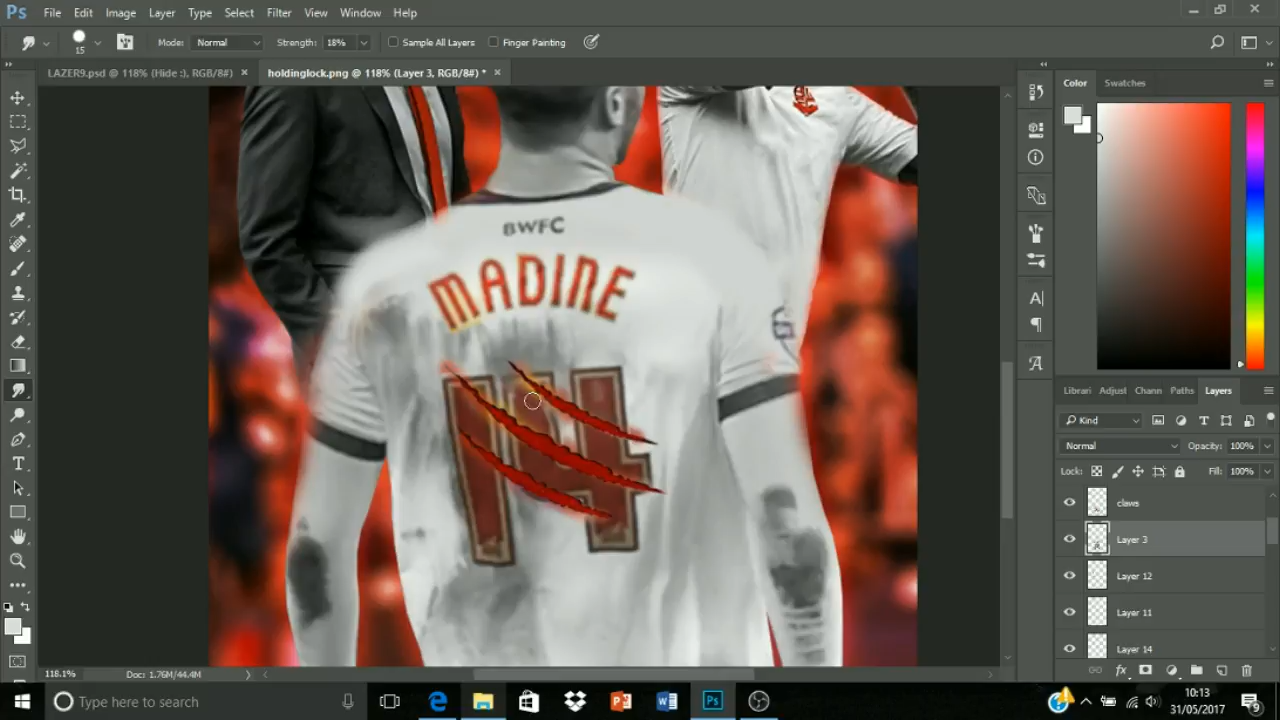 Ps File Edit Image Layer Type Select Filter View Window Help
15 Mode: Normal Strength: 18% Sample All Layers Finger Painting
LAZER9.psd @ 118% (Hide :), RGB/8#) × holdinglock.png @ 118% (Layer 3, RGB/8#) * ×
Color Swatches
BWFC
MADINE
14
Librari Adjust Chann Paths Layers
Kind
Normal Opacity: 100%
Lock: Fill: 100%
claws
Layer 3
Layer 12
Layer 11
Layer 14
118.1% Doc: 1.76M/44.4M
Type here to search
10:13
31/05/2017
9